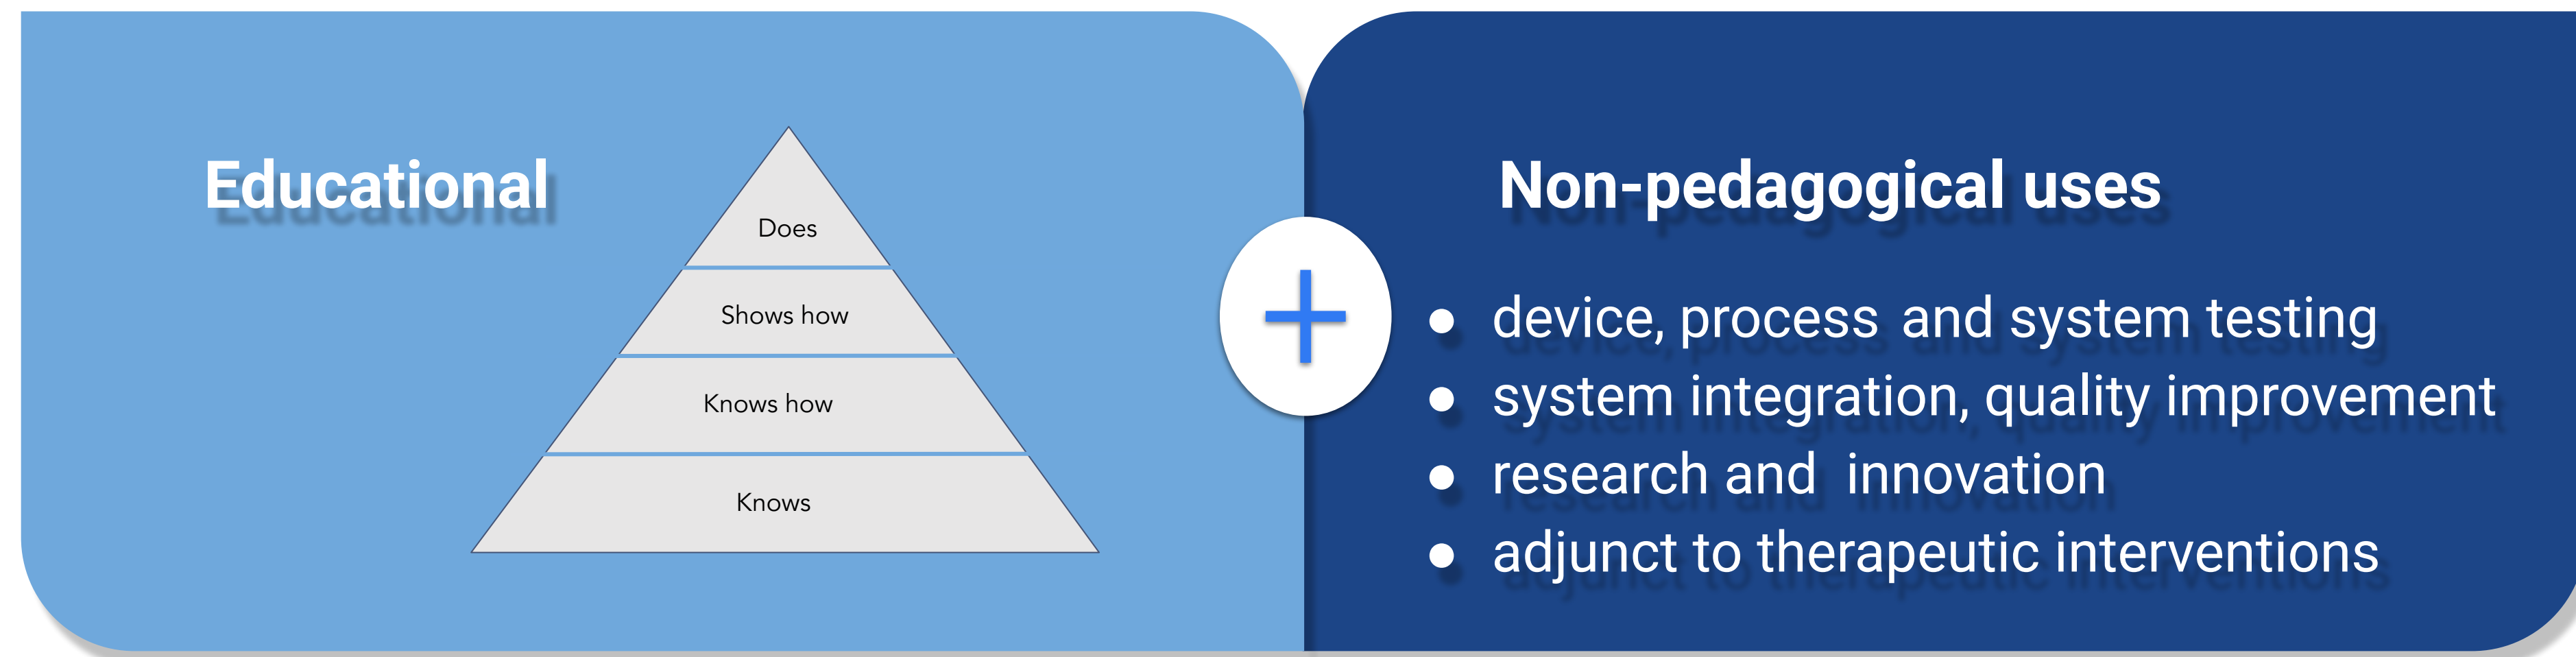 Educational
Does
Shows how
Knows how
Knows
Non-pedagogical uses
● device, process and system testing
● system integration, quality improvement
● research and innovation
● adjunct to therapeutic interventions